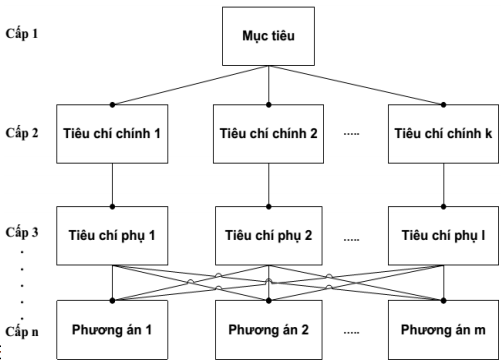 Cấp 1
Mục tiêu
Cấp 2
Tiêu chí chính 1
Tiêu chí chính 2
.....
Tiêu chí chính k
Cấp 3
Tiêu chí phụ 1
Tiêu chí phụ 2
.....
Tiêu chí phụ l
Cấp n
Phương án 1
Phương án 2
.....
Phương án m